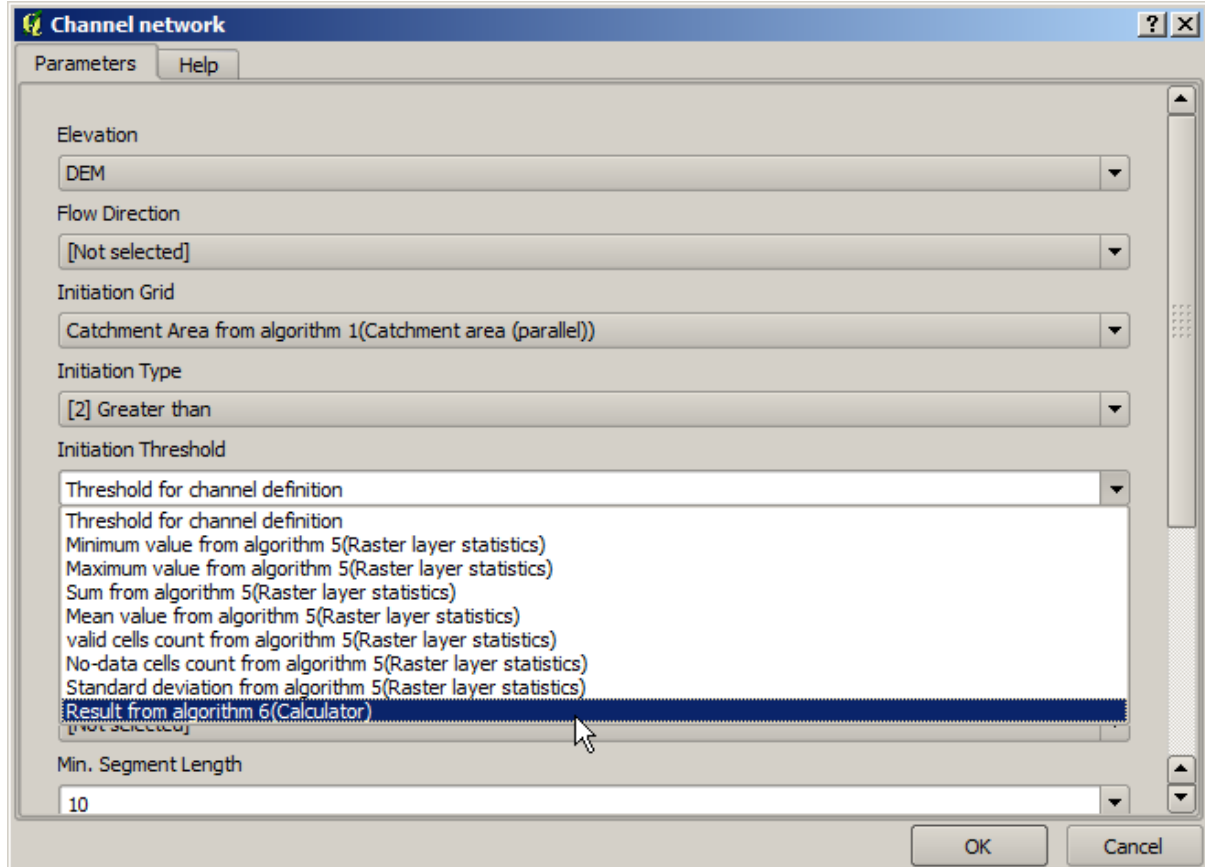 Channel network
Parameters
Help
Elevation
DEM
Flow Direction
[Not selected]
Initiation Grid
Catchment Area from algorithm 1(Catchment area (parallel))
Initiation Type
[2] Greater than
Initiation Threshold
Threshold for channel definition
Threshold for channel definition
Minimum value from algorithm 5(Raster layer statistics)
Maximum value from algorithm 5(Raster layer statistics)
Sum from algorithm 5(Raster layer statistics)
Mean value from algorithm 5(Raster layer statistics)
valid cells count from algorithm 5(Raster layer statistics)
No-data cells count from algorithm 5(Raster layer statistics)
Standard deviation from algorithm 5(Raster layer statistics)
Result from algorithm 6(Calculator)
[Not selected]
Min. Segment Length
10
OK
Cancel